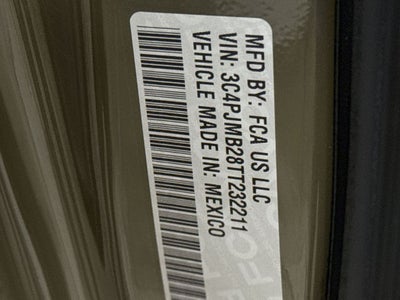 MFD BY: FCA US LLC
VIN: 3C4PJMB28TT232211
VEHICLE MADE IN: MEXICO